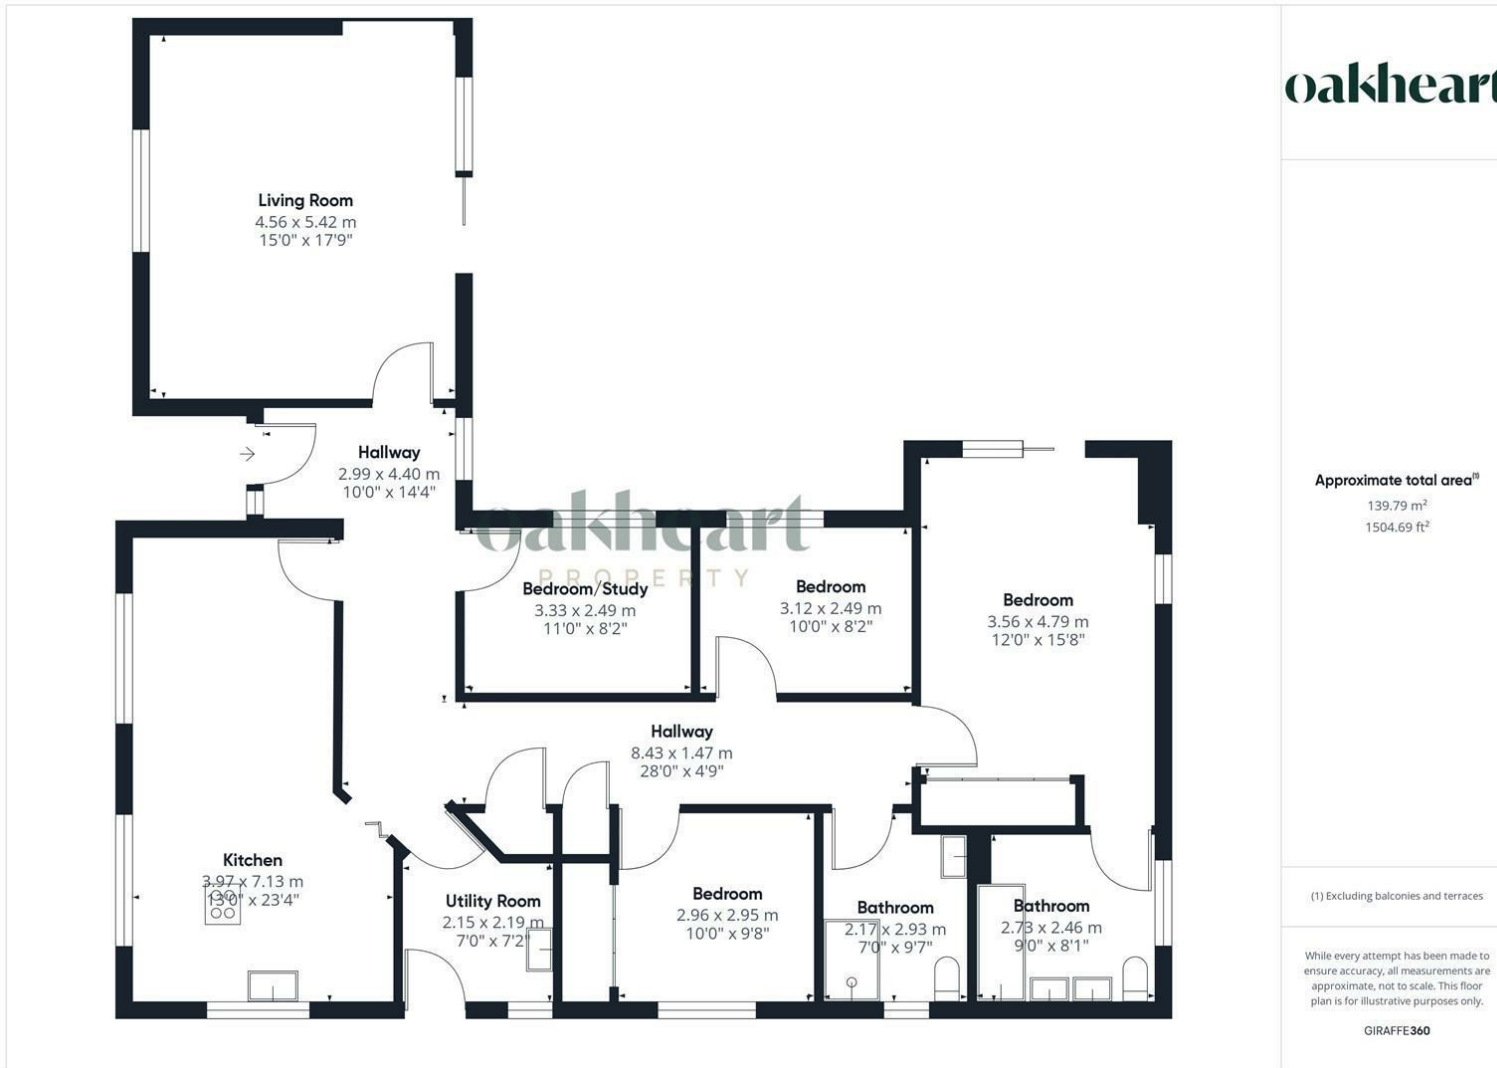 oakheart
Living Room
4.56 x 5.42 m
15'0" x 17'9"
Hallway
2.99 x 4.40 m
10'0" x 14'4"
oakheart
PROPERTY
Bedroom/Study
3.33 x 2.49 m
11'0" x 8'2"
Bedroom
3.12 x 2.49 m
10'0" x 8'2"
Bedroom
3.56 x 4.79 m
12'0" x 15'8"
Hallway
8.43 x 1.47 m
28'0" x 4'9"
Kitchen
3.97 x 7.13 m
13'0" x 23'4"
Utility Room
2.15 x 2.19 m
7'0" x 7'2"
Bedroom
2.96 x 2.95 m
10'0" x 9'8"
Bathroom
2.17 x 2.93 m
7'0" x 9'7"
Bathroom
2.73 x 2.46 m
9'0" x 8'1"
Approximate total area⁽¹⁾
139.79 m²
1504.69 ft²
(1) Excluding balconies and terraces
While every attempt has been made to
ensure accuracy, all measurements are
approximate, not to scale. This floor
plan is for illustrative purposes only.
GIRAFFE360